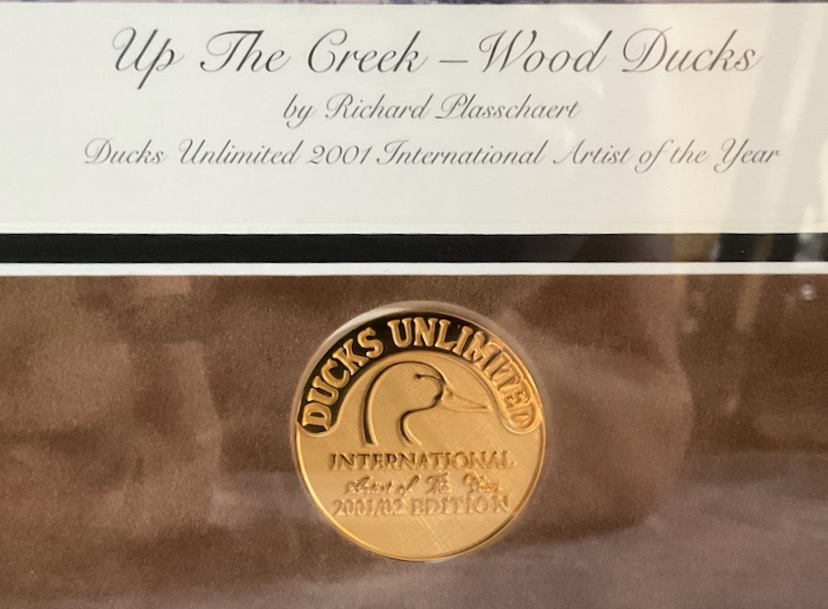 Up The Creek – Wood Ducks
by Richard Plasschaert
Ducks Unlimited 2001 International Artist of the Year
DUCKS UNLIMITED
INTERNATIONAL
Artist of The Year
2001/02 EDITION